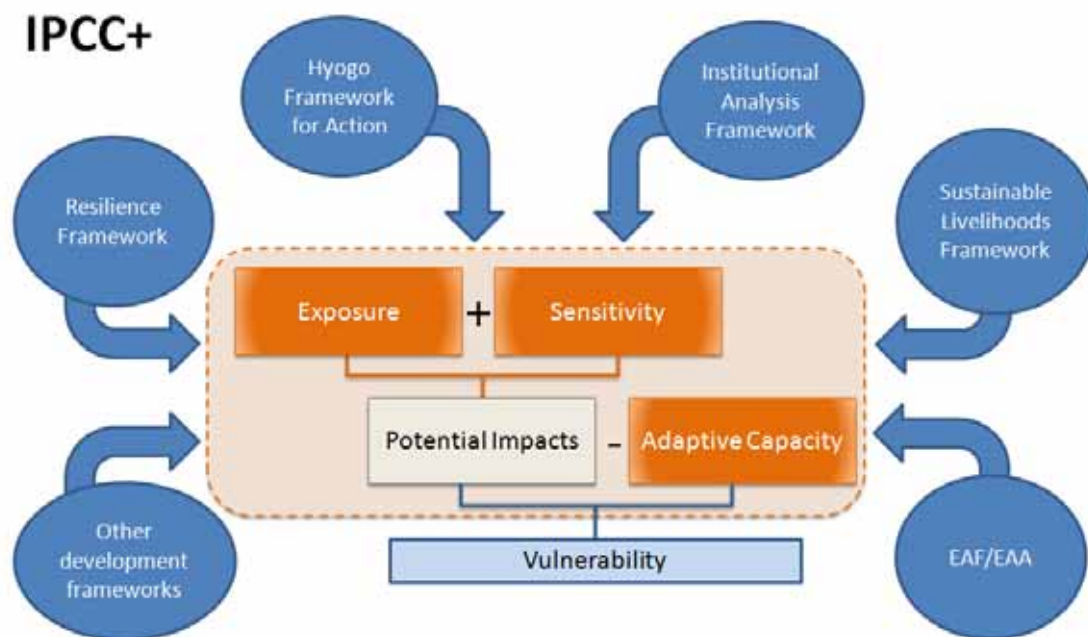 IPCC+
Hyogo
Framework
for Action
Institutional
Analysis
Framework
Resilience
Framework
Sustainable
Livelihoods
Framework
Exposure
+
Sensitivity
Potential Impacts
-
Adaptive Capacity
Vulnerability
Other
development
frameworks
EAF/EAA